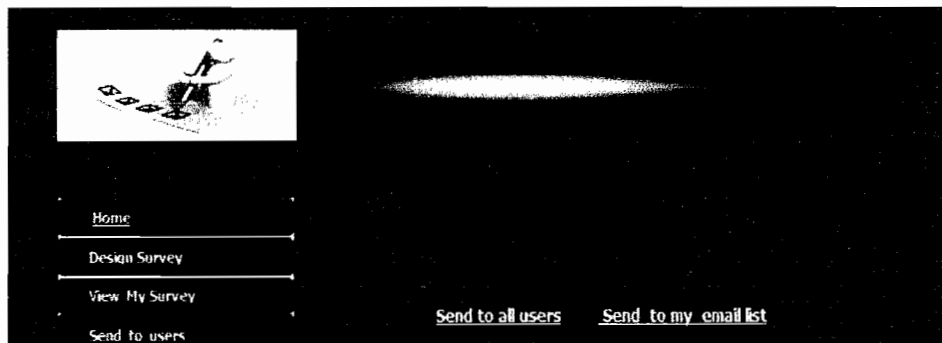 Home
Design Survey
View My Survey
Send to users
Send to all users Send to my email list